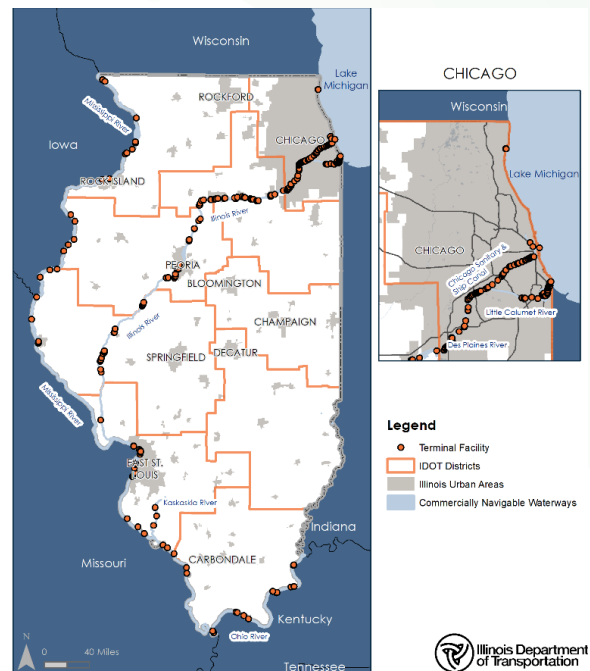 Wisconsin
Lake
Michigan
ROCKFORD
Mississippi River
CHICAGO
Iowa
ROCK ISLAND
Illinois River
PEORIA
BLOOMINGTON
Illinois River
CHAMPAIGN
SPRINGFIELD
DECATUR
Mississippi River
EAST ST.
LOUIS
Kaskaskia River
Indiana
Missouri
CARBONDALE
Kentucky
Ohio River
Tennessee
N
0
40 Miles
CHICAGO
Wisconsin
Lake Michigan
CHICAGO
Chicago Sanitary &
Ship Canal
Little Calumet River
Des Plaines River
Legend
Terminal Facility
IDOT Districts
Illinois Urban Areas
Commercially Navigable Waterways
Illinois Department
of Transportation